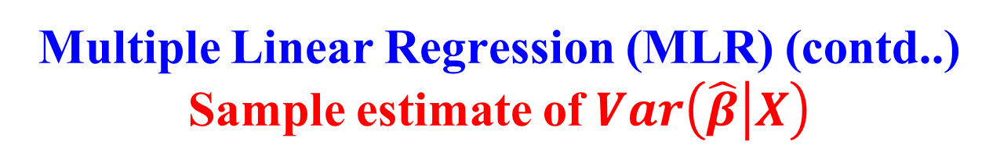 Multiple Linear Regression (MLR) (contd..)
Sample estimate of Var(β̂|X)